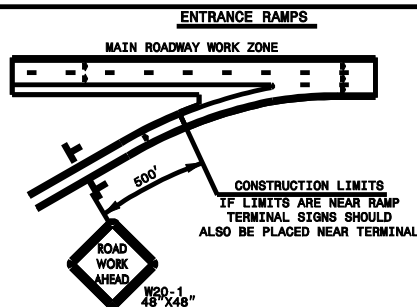 ENTRANCE RAMPS
MAIN ROADWAY WORK ZONE
500'
CONSTRUCTION LIMITS
IF LIMITS ARE NEAR RAMP
TERMINAL SIGNS SHOULD
ALSO BE PLACED NEAR TERMINAL
ROAD
WORK
AHEAD
W20-1
48"X48"